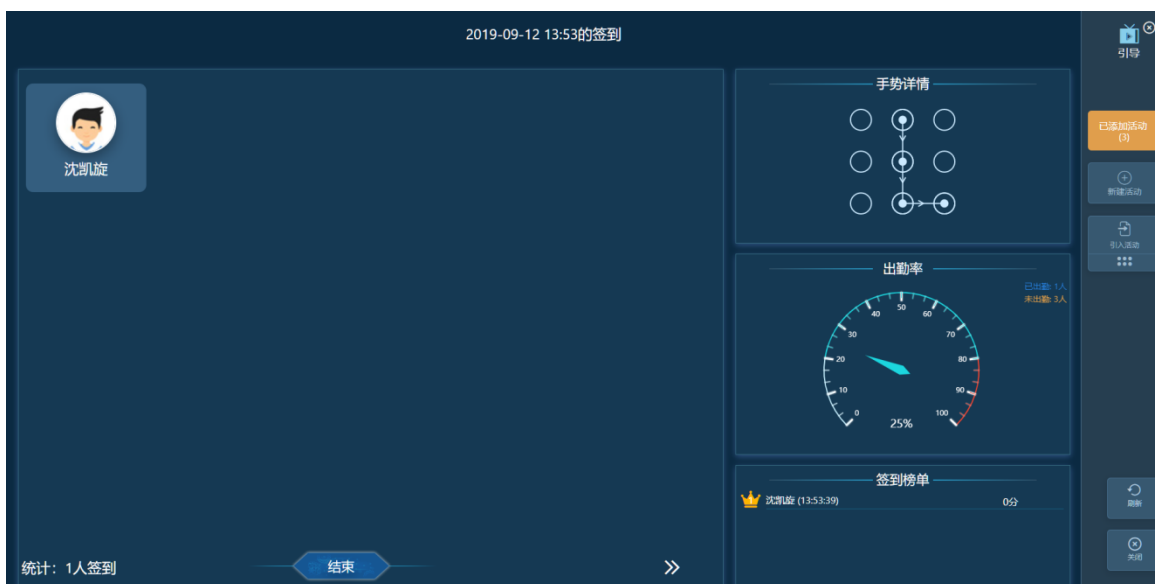 2019-09-12 13:53的签到
沈凯旋
统计：1人签到
结束
手势详情
出勤率
已出勤: 1人
未出勤: 3人
0
10
20
30
40
50
60
70
80
90
100
25%
签到榜单
沈凯旋 (13:53:39) 0分
引导
已添加活动
(3)
新建活动
引入活动
刷新
关闭